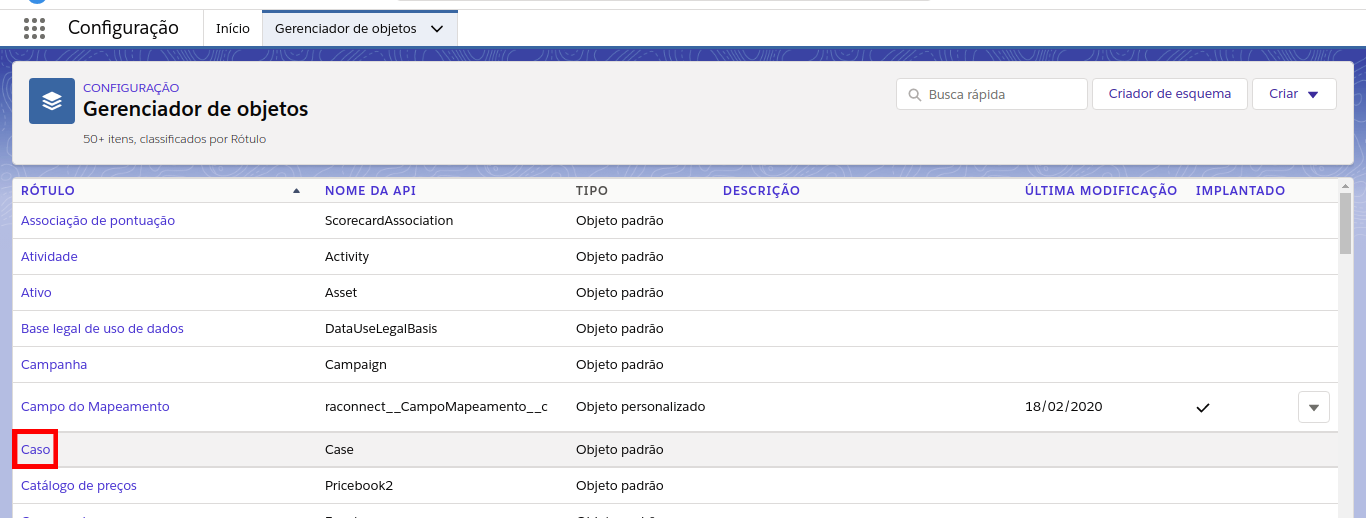 Configuração Início Gerenciador de objetos
CONFIGURAÇÃO
Gerenciador de objetos
50+ itens, classificados por Rótulo
Busca rápida Criador de esquema Criar
RÓTULO NOME DA API TIPO DESCRIÇÃO ÚLTIMA MODIFICAÇÃO IMPLANTADO
Associação de pontuação ScorecardAssociation Objeto padrão
Atividade Activity Objeto padrão
Ativo Asset Objeto padrão
Base legal de uso de dados DataUseLegalBasis Objeto padrão
Campanha Campaign Objeto padrão
Campo do Mapeamento raconnect__CampoMapeamento__c Objeto personalizado 18/02/2020
Caso Case Objeto padrão
Catálogo de preços Pricebook2 Objeto padrão